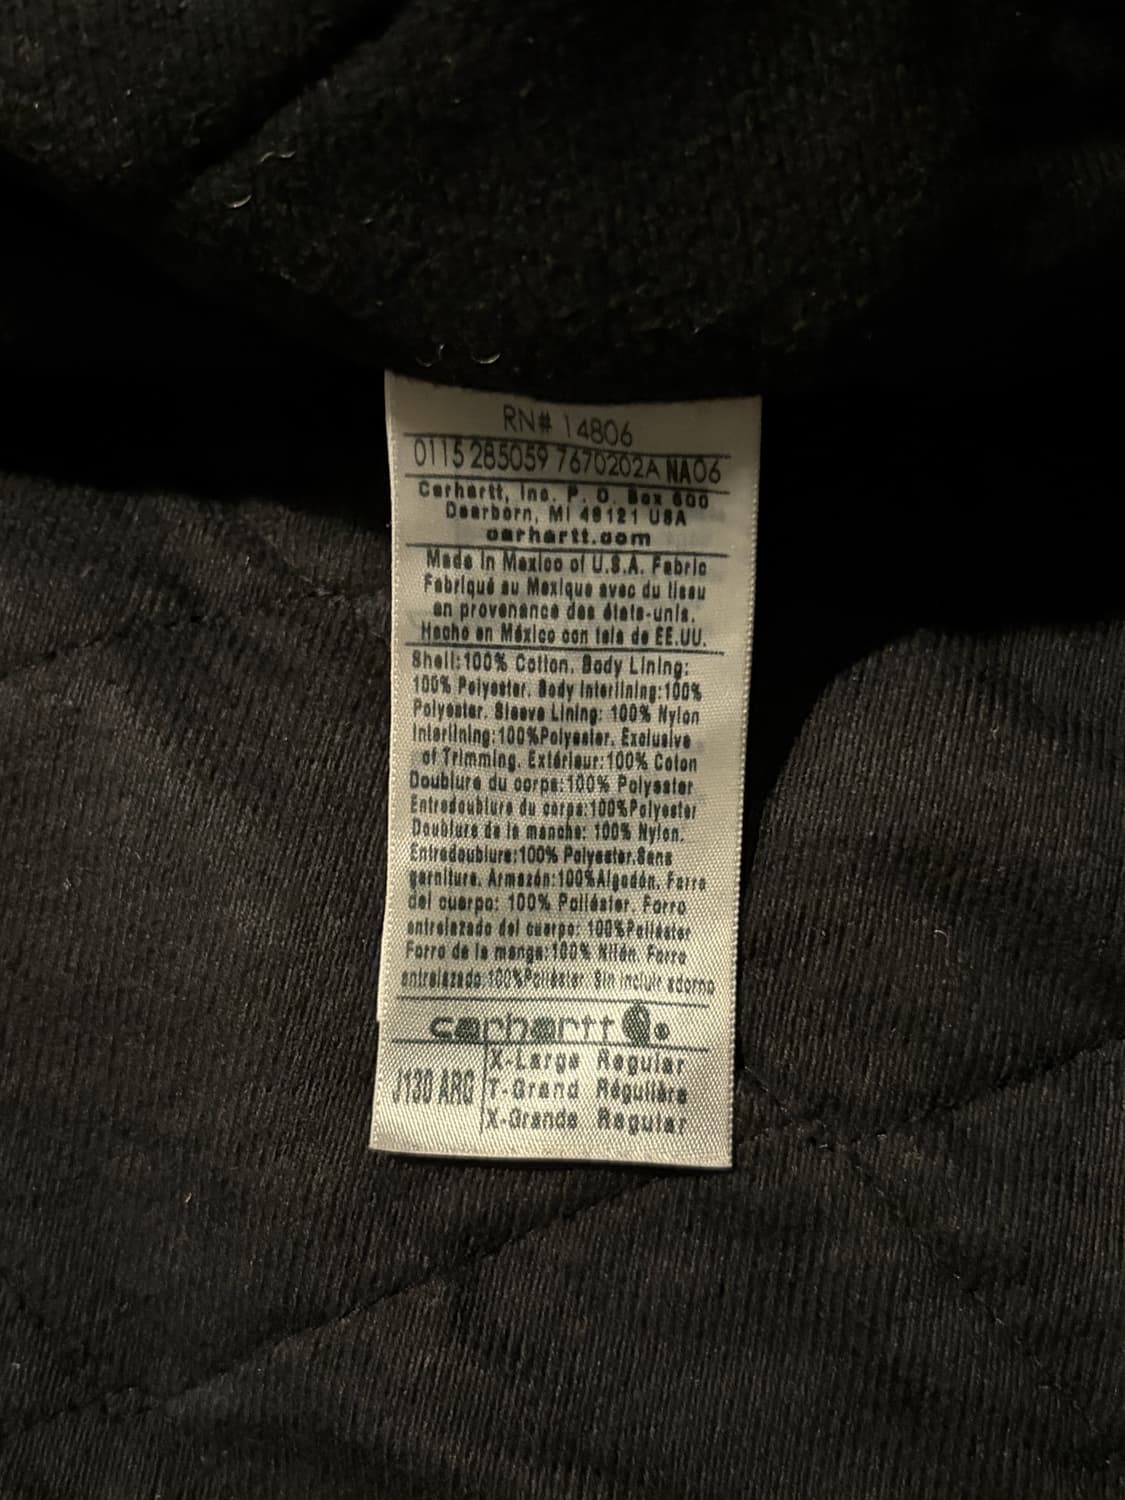 RN# 14806
0115 285059 7670202A NA06
Carhartt, Inc. P. O. Box 600
Dearborn, MI 48121 USA
carhartt.com
Made In Mexico of U.S.A. Fabric
Fabriqué au Mexique avec du tissu
en provenance des états-unis.
Hecho en México con tela de EE.UU.
Shell:100% Cotton. Body Lining:
100% Polyester. Body Interlining:100%
Polyester. Sleeve Lining: 100% Nylon
Interlining:100%Polyester. Exclusive
of Trimming. Extérieur:100% Coton
Doublure du corps:100% Polyester
Entredoublure du corps:100%Polyester
Doublure de la manche: 100% Nylon.
Entredoublure:100% Polyester.Sans
garniture. Armazón:100%Algodón. Forro
del cuerpo: 100% Poliéster. Forro
entrelazado del cuerpo: 100%Poliéster
Forro de la manga:100% Nilón. Forro
entrelazado:100%Poliéster Sin incluir adorno
carhartt
J130 ARG
X-Large Regular
T-Grand Régulière
X-Grande Regular